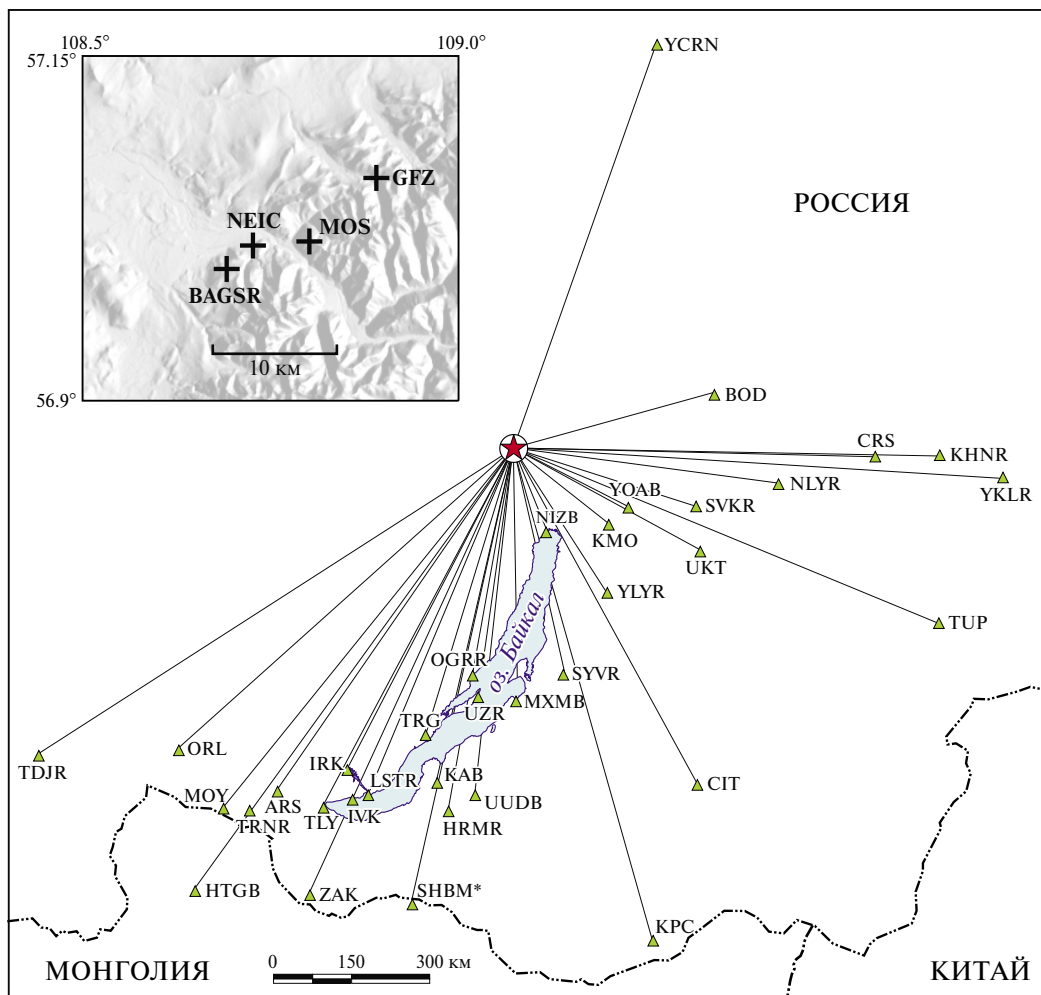 108.5°
109.0°
57.15°
56.9°
GFZ
NEIC
MOS
BAGSR
10 км
YCRN
РОССИЯ
BOD
CRS
KHNR
YKLR
NLYR
YOAB
SVKR
NIZB
KMO
UKT
YLYR
TUP
оз. Байкал
OGRR
SYVR
UZR
MXMB
TRG
TDJR
ORL
IRK
LSTR
KAB
CIT
MOY
ARS
TRNR
TLY
IVK
UUDB
HRMR
HTGB
ZAK
SHBM*
KPC
МОНГОЛИЯ
0 150 300 км
КИТАЙ